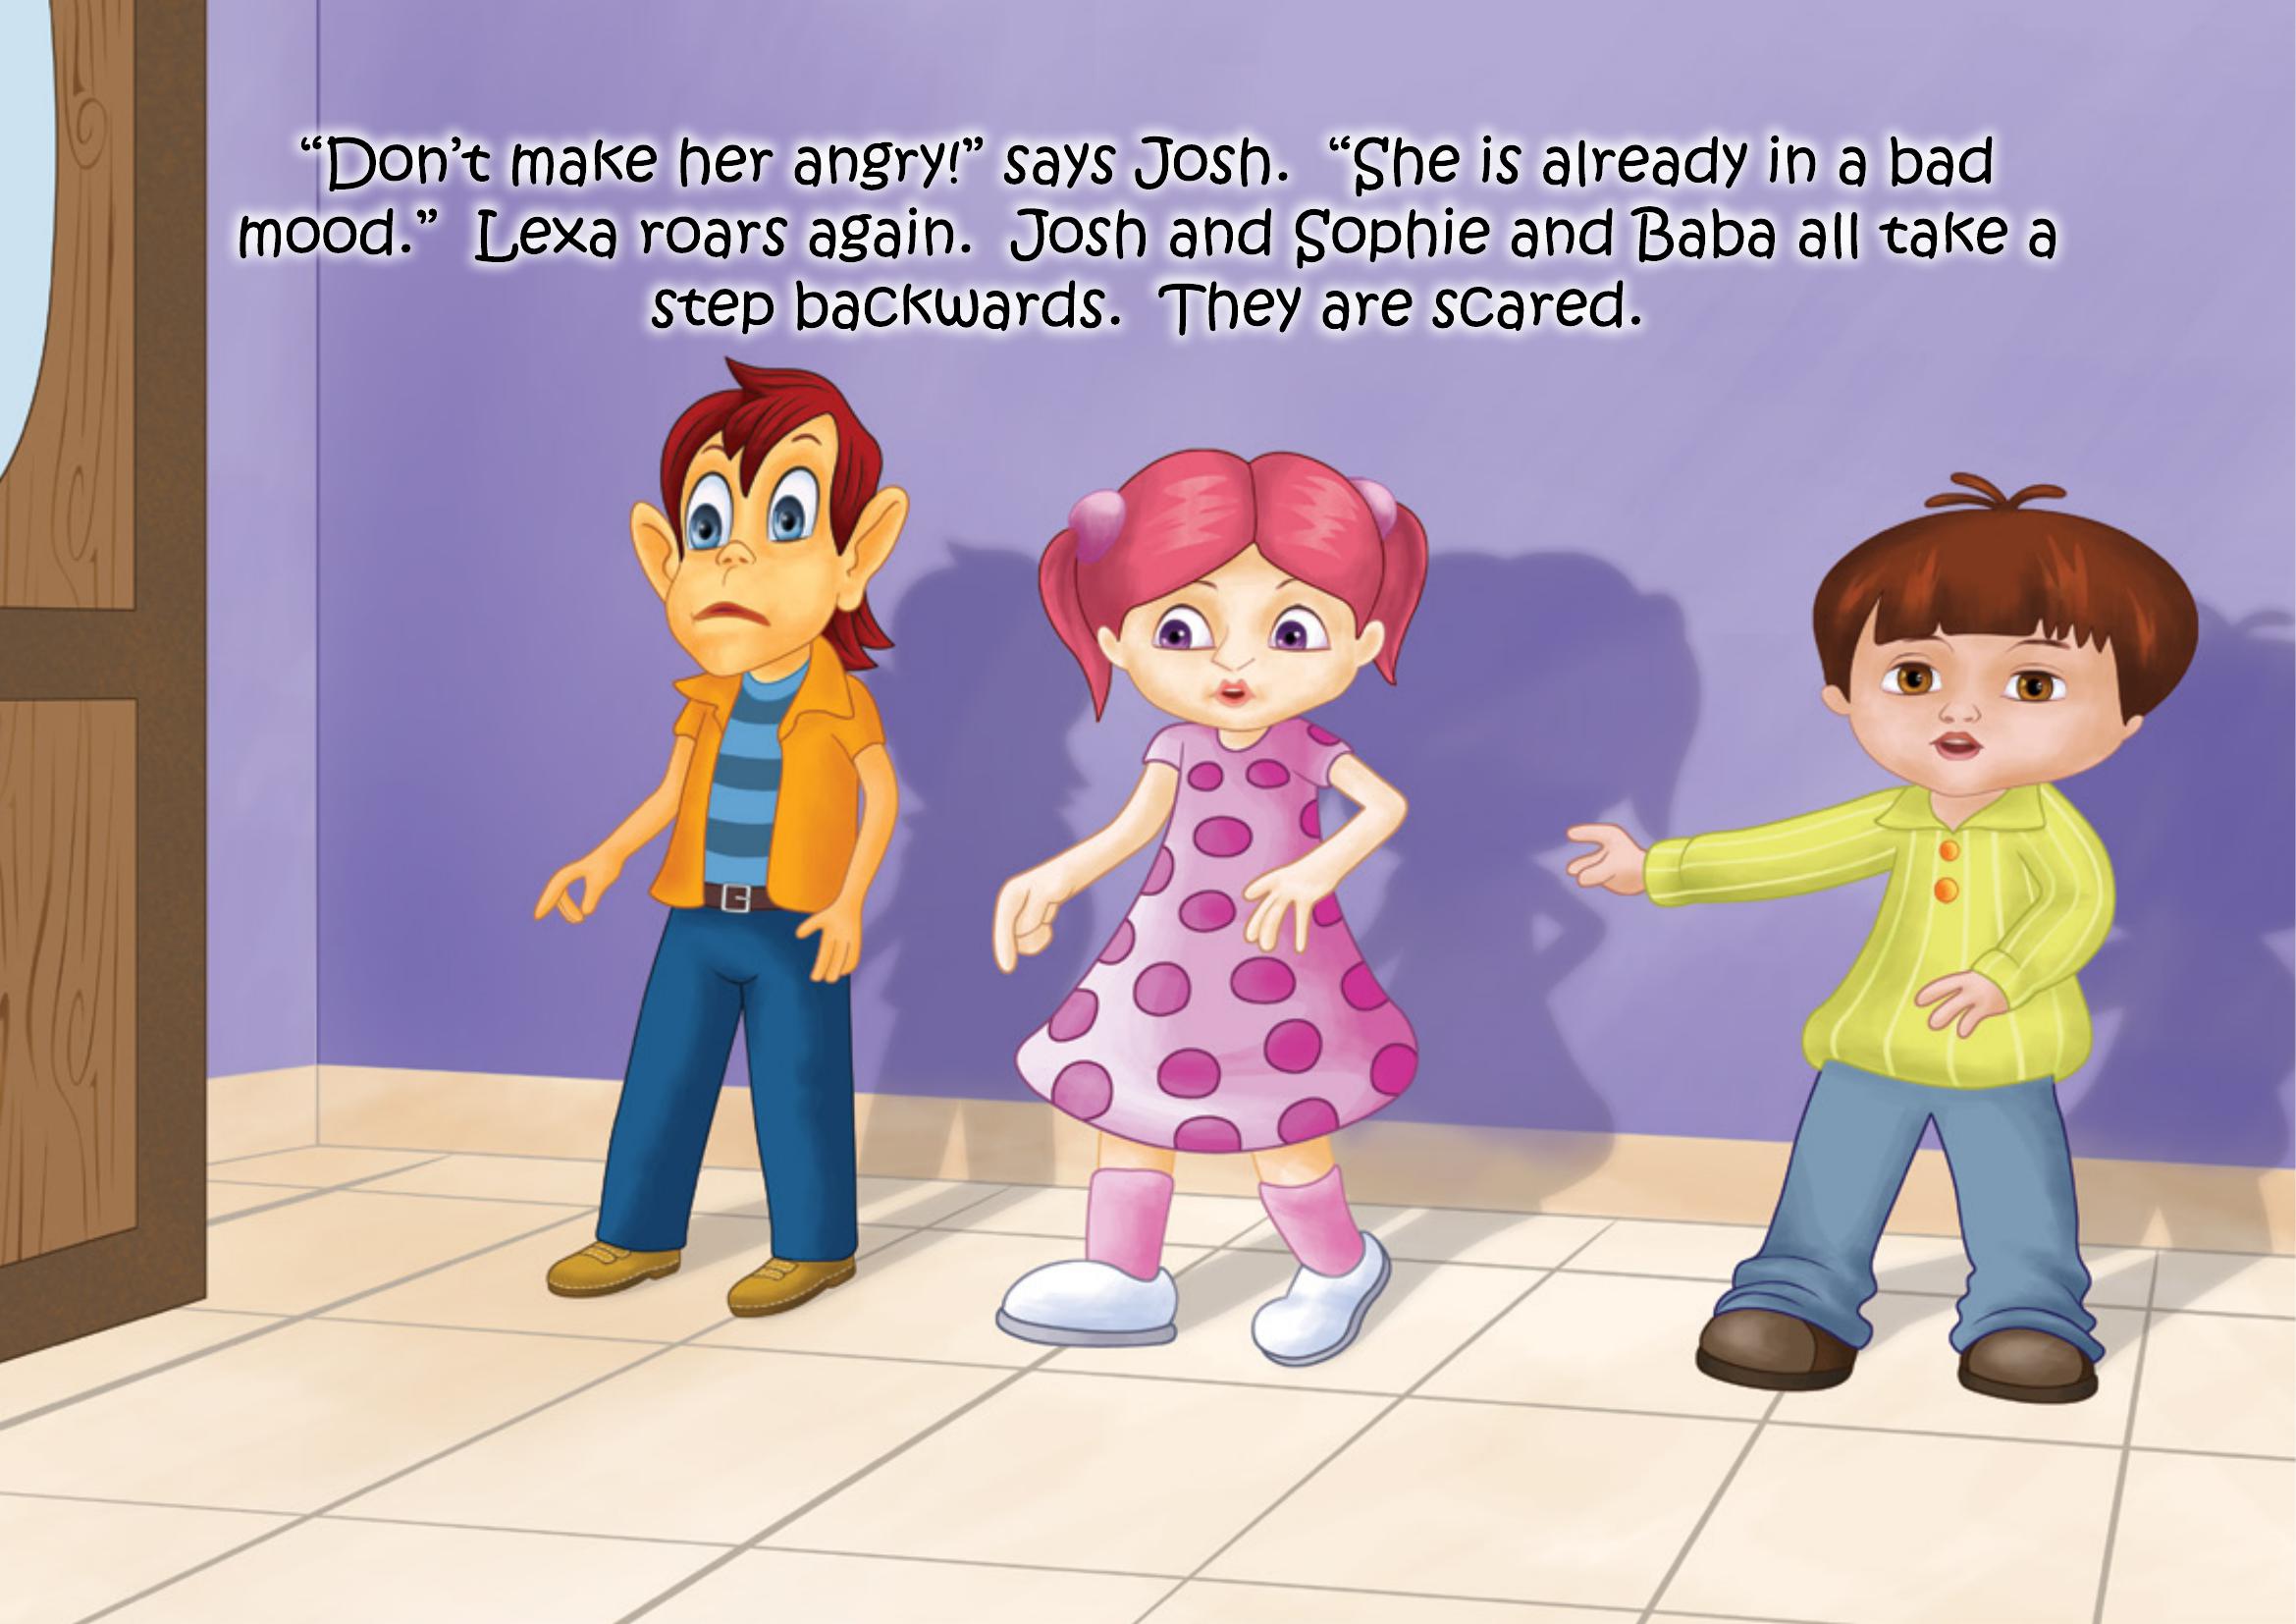 “Don’t make her angry!” says Josh.  “She is already in a bad
mood.”  Lexa roars again.  Josh and Sophie and Baba all take a
step backwards.  They are scared.